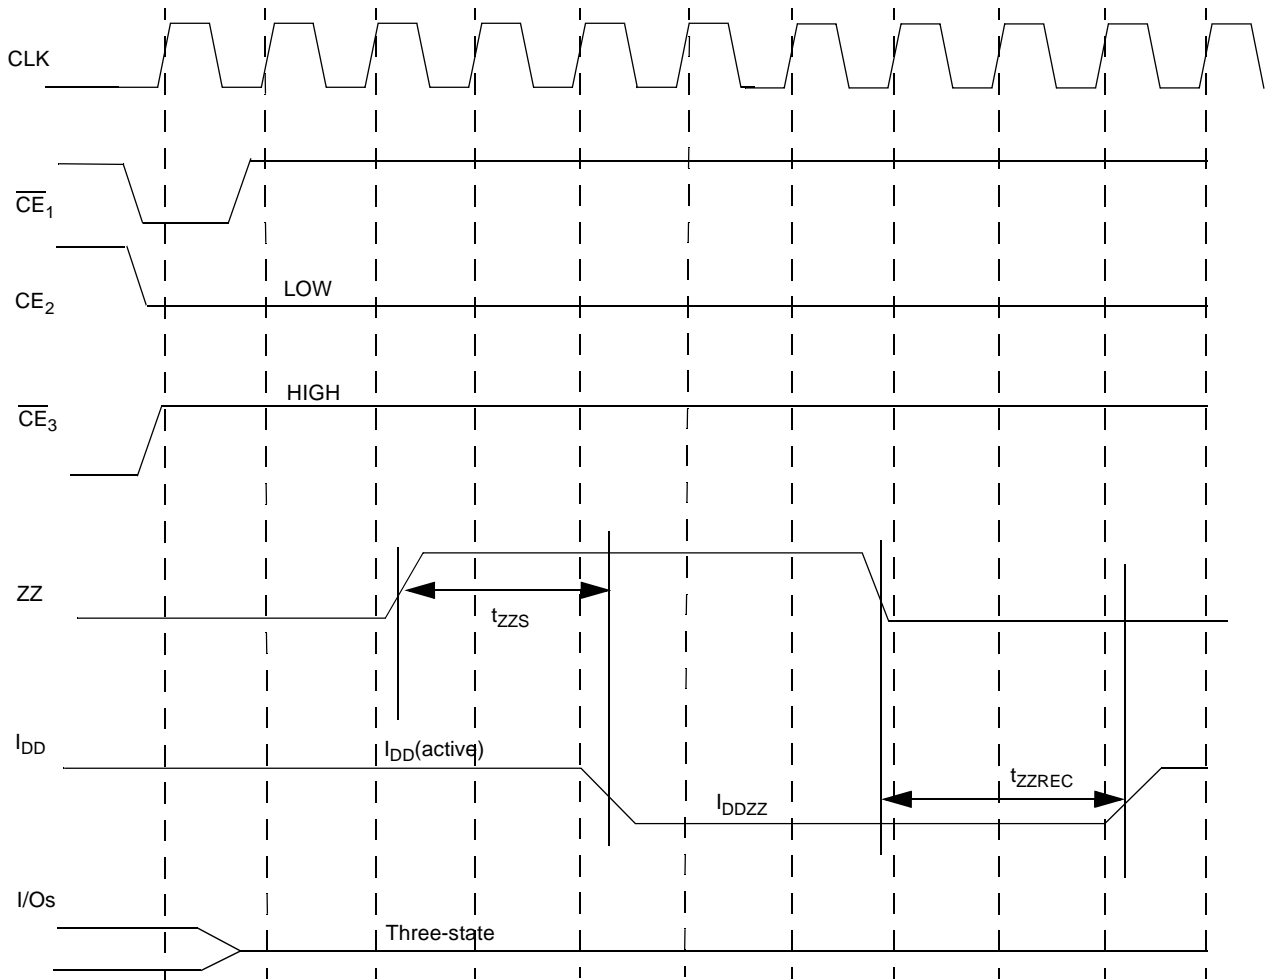 CLK
CE1
CE2
LOW
CE3
HIGH
ZZ
tZZS
IDD
IDD(active)
IDDZZ
tZZREC
I/Os
Three-state